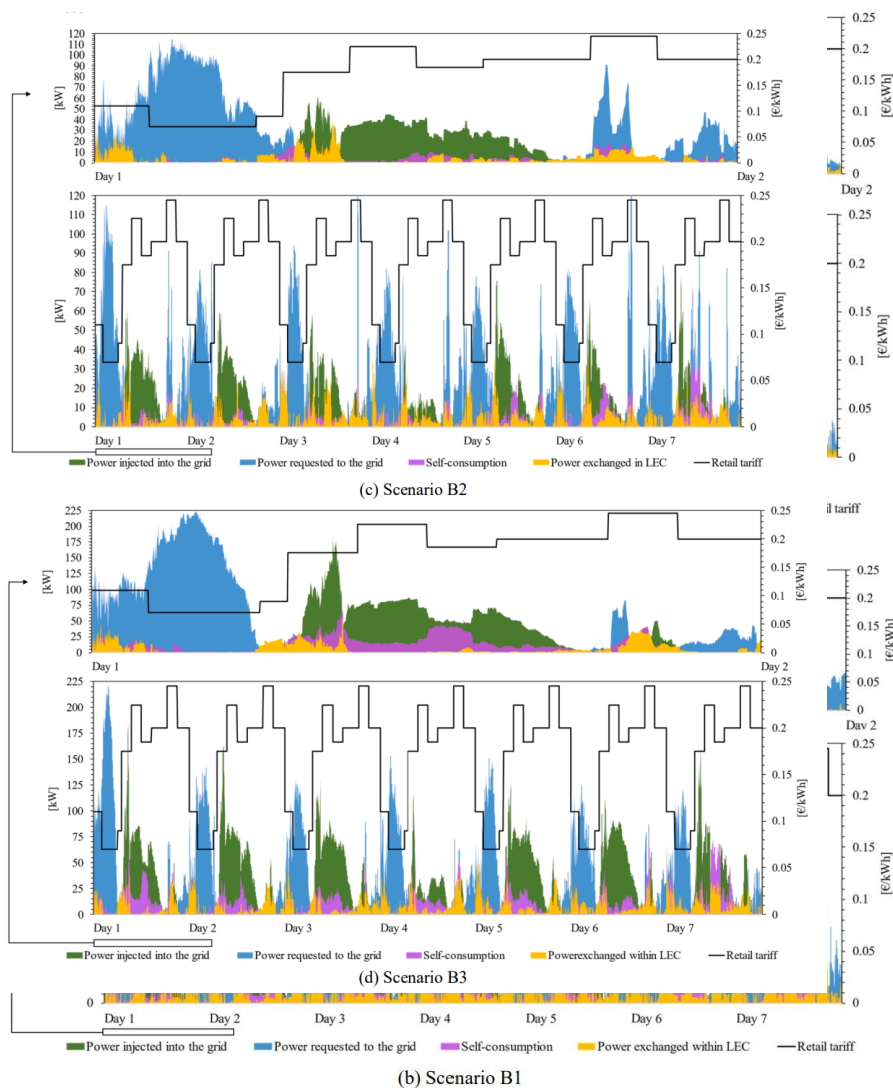 120 110 100 90 80 70 60 50 40 30 20 10 0
[kW]
0.25 0.2 0.15 0.1 0.05 0
[€/kWh]
0.25 0.2 0.15 0.1 0.05 0
[€/kWh]
Day 1 Day 2
Day 2
120 110 100 90 80 70 60 50 40 30 20 10 0
[kW]
0.25 0.2 0.15 0.1 0.05 0
[€/kWh]
0.25 0.2 0.15 0.1 0.05 0
[€/kWh]
Day 1 Day 2 Day 3 Day 4 Day 5 Day 6 Day 7
Power injected into the grid Power requested to the grid Self-consumption Power exchanged in LEC Retail tariff
(c) Scenario B2
il tariff
225 200 175 150 125 100 75 50 25 0
[kW]
0.25 0.2 0.15 0.1 0.05 0
[€/kWh]
0.25 0.2 0.15 0.1 0.05 0
[€/kWh]
Day 1 Day 2
Day 2
225 200 175 150 125 100 75 50 25 0
[kW]
0.25 0.2 0.15 0.1 0.05 0
[€/kWh]
0.25 0.2 0.15 0.1 0.05 0
[€/kWh]
Day 1 Day 2 Day 3 Day 4 Day 5 Day 6 Day 7
Power injected into the grid Power requested to the grid Self-consumption Powerexchanged within LEC Retail tariff
(d) Scenario B3
0
Day 1 Day 2 Day 3 Day 4 Day 5 Day 6 Day 7
Power injected into the grid Power requested to the grid Self-consumption Power exchanged within LEC Retail tariff
(b) Scenario B1